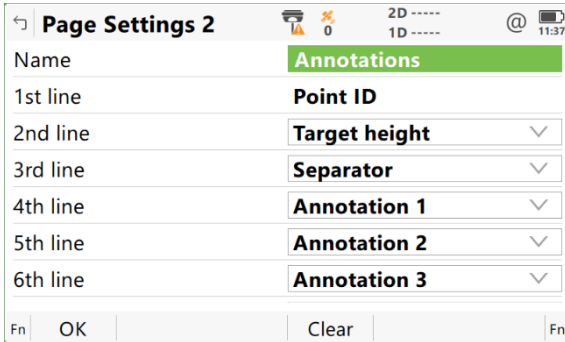 Page Settings 2
0
2D -----
1D -----
@
11:37
Name Annotations
1st line Point ID
2nd line Target height
3rd line Separator
4th line Annotation 1
5th line Annotation 2
6th line Annotation 3
Fn OK Clear Fn